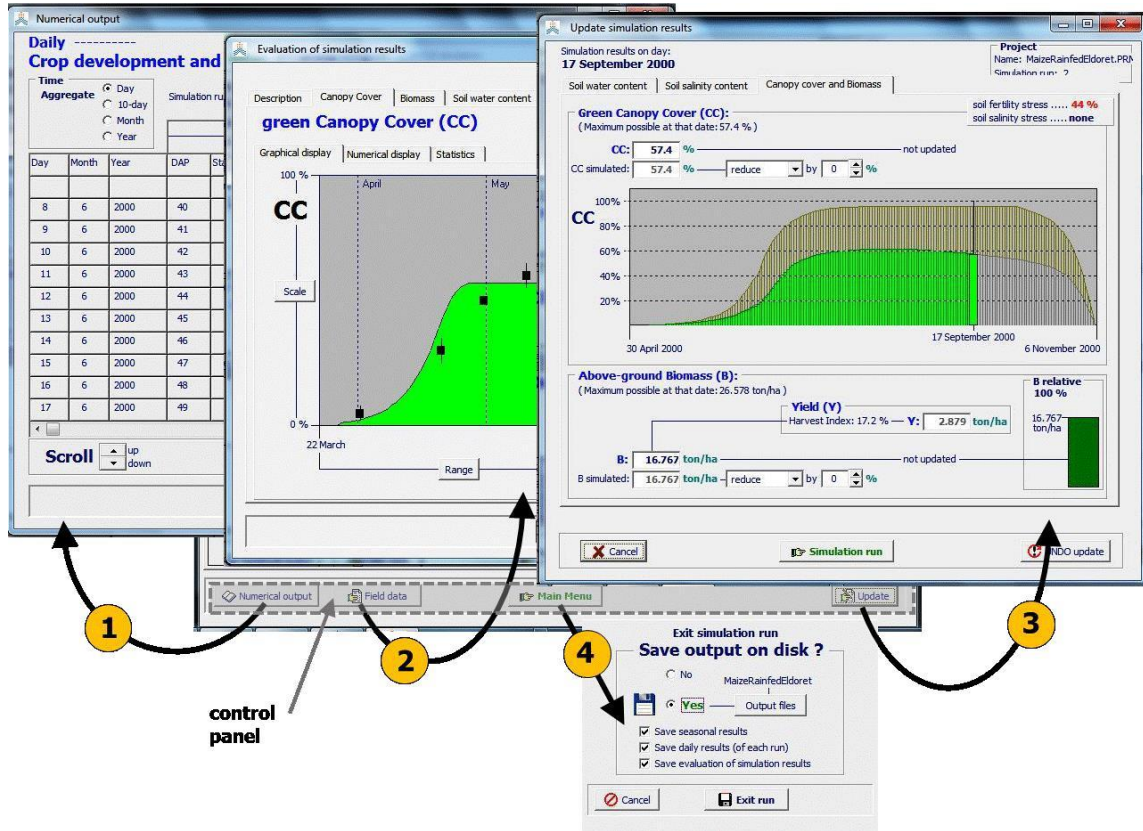 Numerical output
Daily ----------
Crop development and
Time
Aggregate
Day
10-day
Month
Year
Simulation ru
Day Month Year DAP Sta
8 6 2000 40
9 6 2000 41
10 6 2000 42
11 6 2000 43
12 6 2000 44
13 6 2000 45
14 6 2000 46
15 6 2000 47
16 6 2000 48
17 6 2000 49
Scroll up
down
Evaluation of simulation results
Description Canopy Cover Biomass Soil water content
green Canopy Cover (CC)
Graphical display Numerical display Statistics
100 %
April May
CC
Scale
0 %
22 March
Range
Update simulation results
Simulation results on day:
17 September 2000
Project
Name: MaizeRainfedEldoret.PRM
Simulation run: 2
Soil water content Soil salinity content Canopy cover and Biomass
soil fertility stress ..... 44 %
soil salinity stress ..... none
Green Canopy Cover (CC):
(Maximum possible at that date: 57.4 % )
CC: 57.4 % not updated
CC simulated: 57.4 % reduce by 0 %
CC
100%
80%
60%
40%
20%
17 September 2000
30 April 2000 6 November 2000
Above-ground Biomass (B):
(Maximum possible at that date: 26.578 ton/ha )
Yield (Y)
Harvest Index: 17.2 % Y: 2.879 ton/ha
B: 16.767 ton/ha not updated
B simulated: 16.767 ton/ha reduce by 0 %
B relative
100 %
16.767
ton/ha
Cancel Simulation run UNDO update
Numerical output Field data Main Menu Update
1
2
3
4
control
panel
Exit simulation run
Save output on disk ?
No
MaizeRainfedEldoret
Yes Output files
Save seasonal results
Save daily results (of each run)
Save evaluation of simulation results
Cancel Exit run